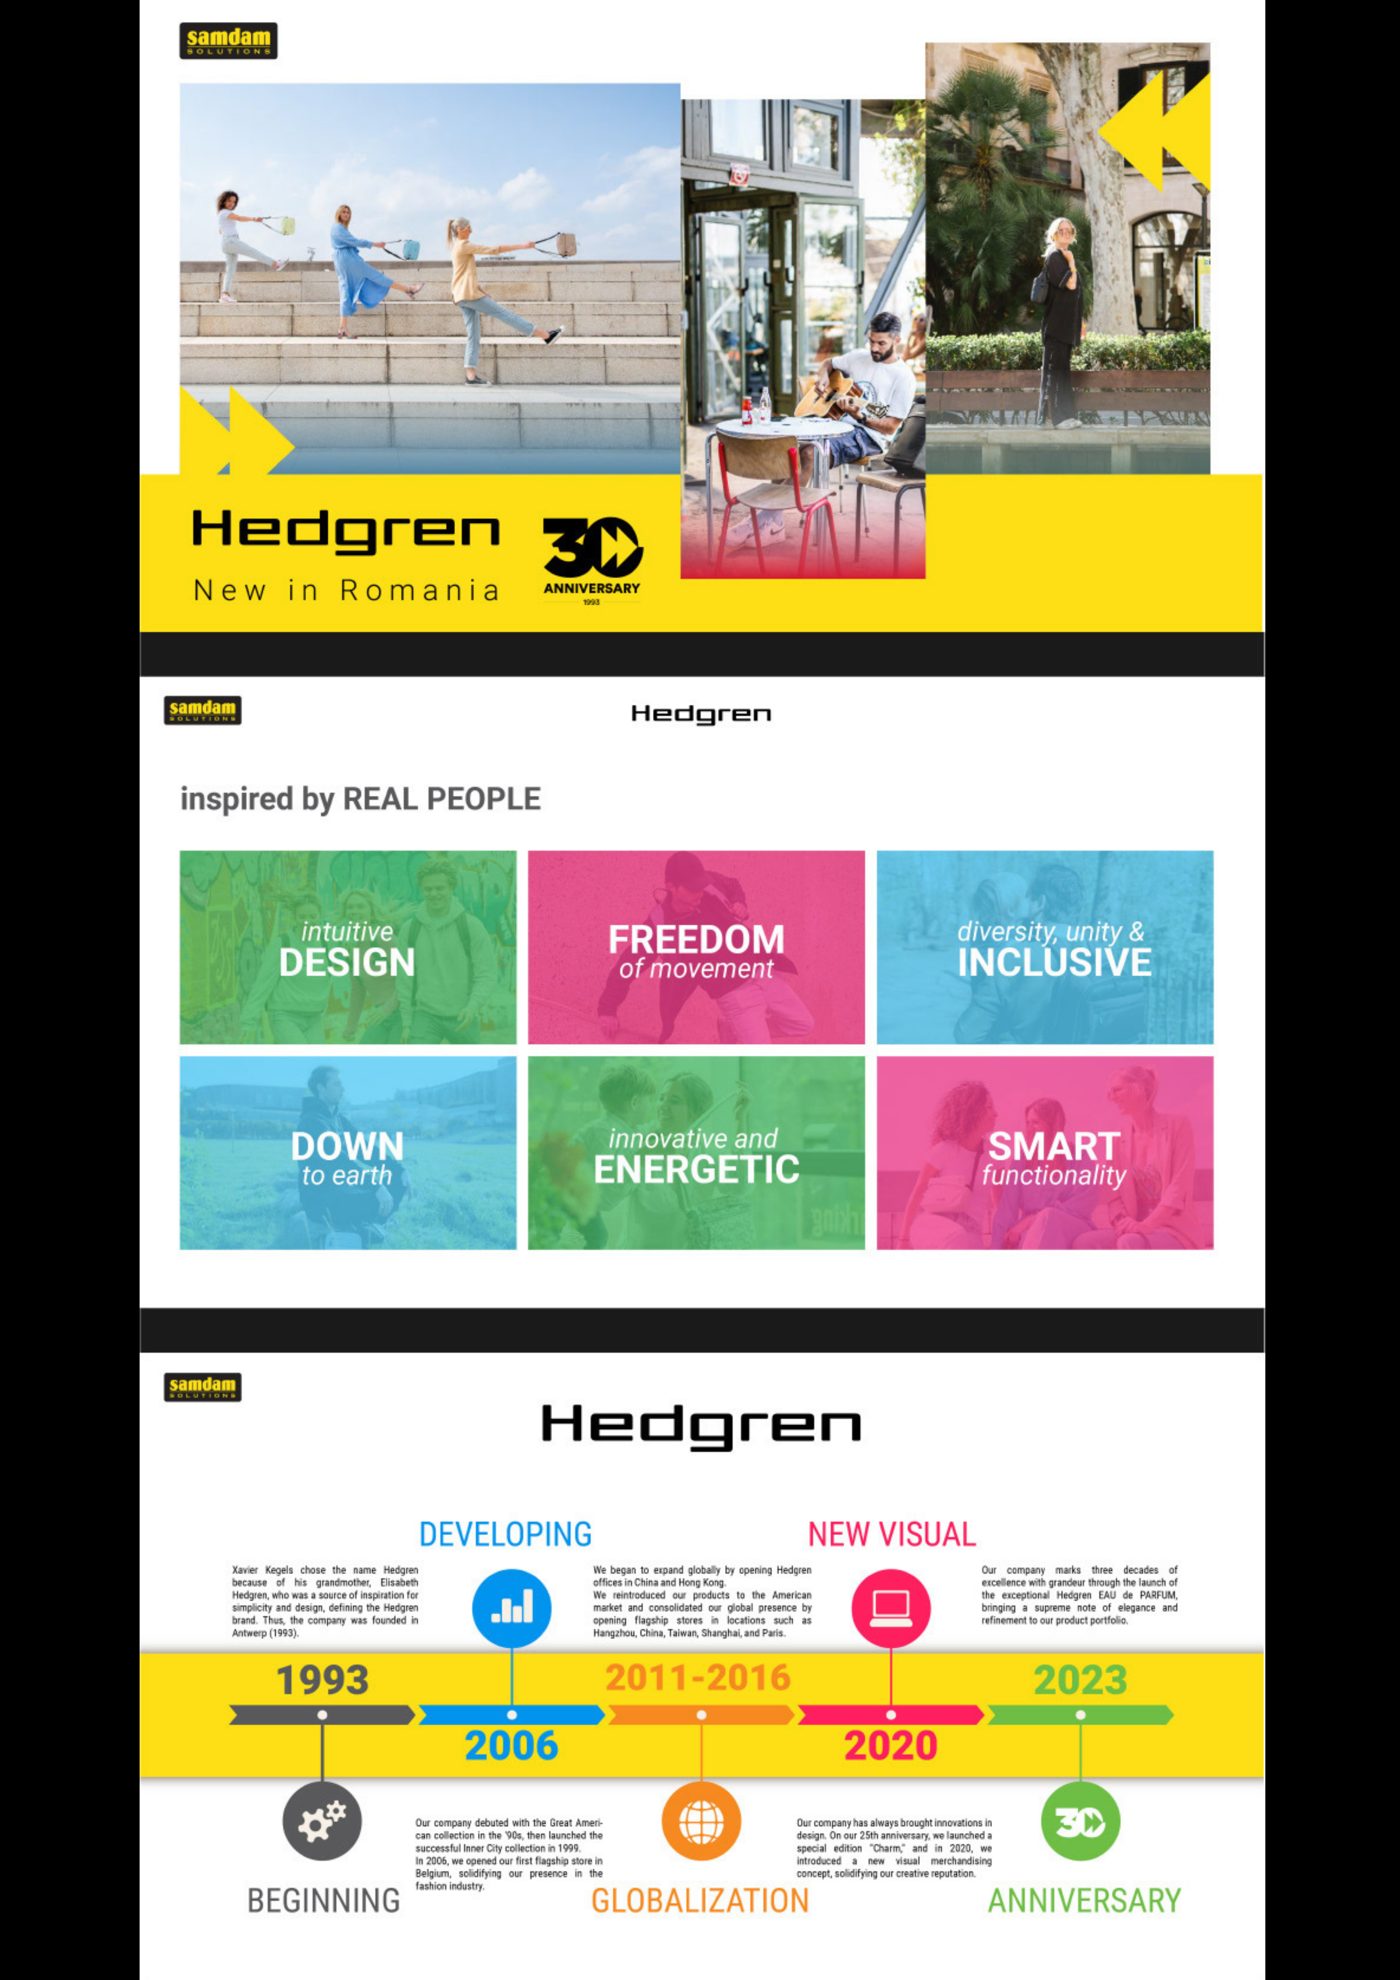 samdam
SOLUTIONS
Hedgren
New in Romania
30
ANNIVERSARY
1993
samdam
SOLUTIONS
Hedgren
inspired by REAL PEOPLE
intuitive
DESIGN
FREEDOM
of movement
diversity, unity &
INCLUSIVE
DOWN
to earth
innovative and
ENERGETIC
SMART
functionality
samdam
SOLUTIONS
Hedgren
DEVELOPING
NEW VISUAL
Xavier Kegels chose the name Hedgren
because of his grandmother, Elisabeth
Hedgren, who was a source of inspiration for
simplicity and design, defining the Hedgren
brand. Thus, the company was founded in
Antwerp (1993).
We began to expand globally by opening Hedgren
offices in China and Hong Kong.
We reintroduced our products to the American
market and consolidated our global presence by
opening flagship stores in locations such as
Hangzhou, China, Taiwan, Shanghai, and Paris.
Our company marks three decades of
excellence with grandeur through the launch of
the exceptional Hedgren EAU de PARFUM,
bringing a supreme note of elegance and
refinement to our product portfolio.
1993
2011-2016
2023
2006
2020
Our company debuted with the Great Ameri-
can collection in the '90s, then launched the
successful Inner City collection in 1999.
In 2006, we opened our first flagship store in
Belgium, solidifying our presence in the
fashion industry.
Our company has always brought innovations in
design. On our 25th anniversary, we launched a
special edition "Charm," and in 2020, we
introduced a new visual merchandising
concept, solidifying our creative reputation.
30
BEGINNING
GLOBALIZATION
ANNIVERSARY